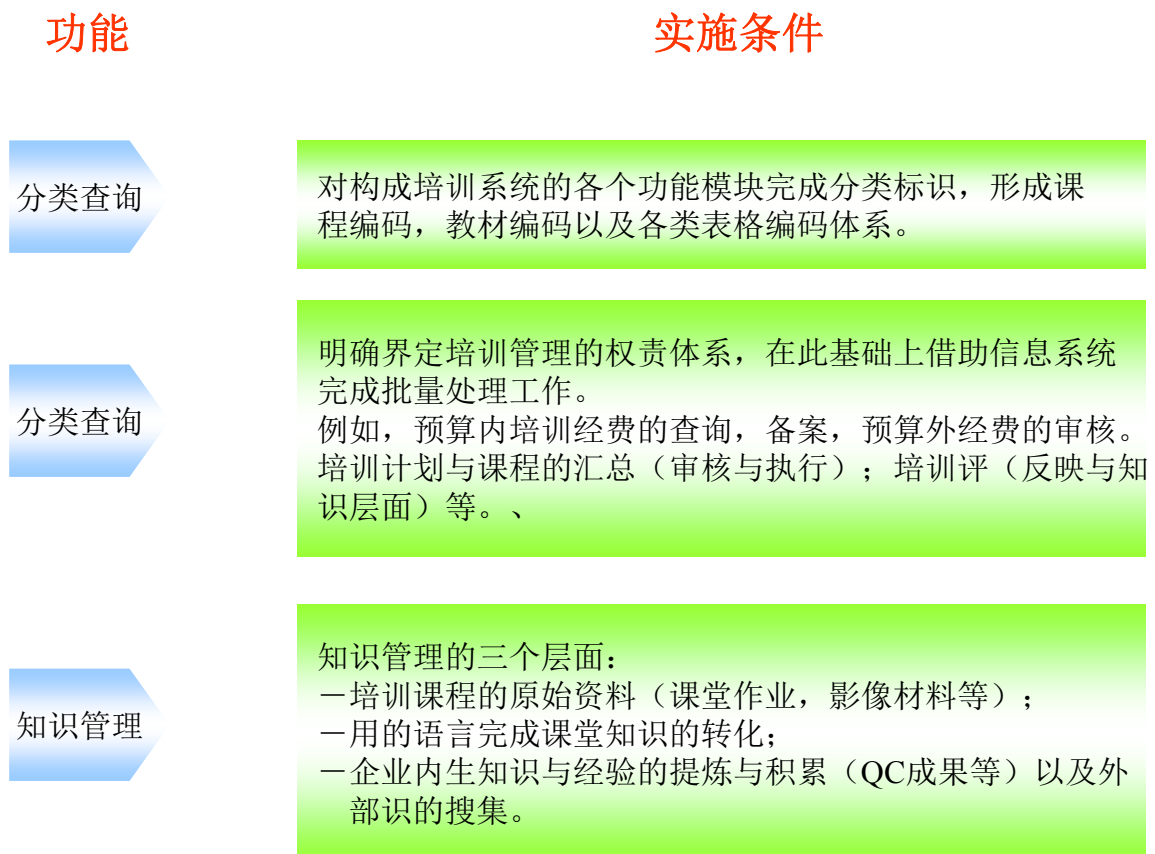 功能
实施条件
分类查询
对构成培训系统的各个功能模块完成分类标识，形成课
程编码，教材编码以及各类表格编码体系。
分类查询
明确界定培训管理的权责体系，在此基础上借助信息系统
完成批量处理工作。
例如，预算内培训经费的查询，备案，预算外经费的审核。
培训计划与课程的汇总（审核与执行）；培训评（反映与知
识层面）等。、
知识管理
知识管理的三个层面：
－培训课程的原始资料（课堂作业，影像材料等）；
－用的语言完成课堂知识的转化；
－企业内生知识与经验的提炼与积累（QC成果等）以及外
部识的搜集。